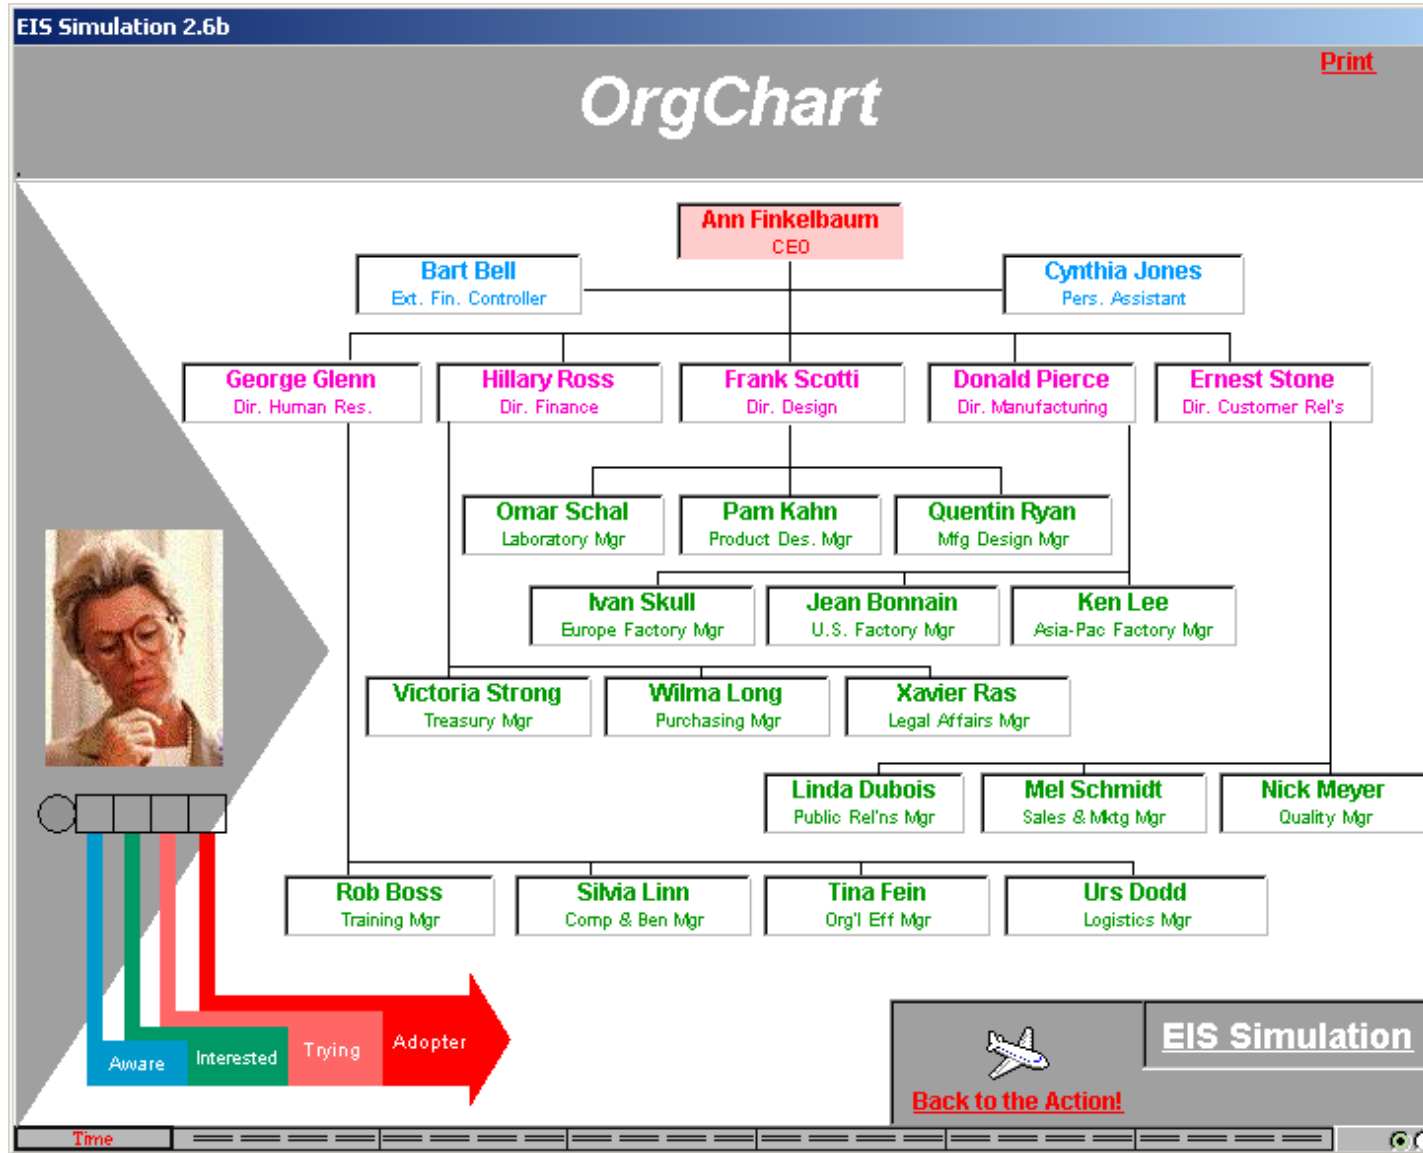 EIS Simulation 2.6b
Print
OrgChart
Ann Finkelbaum
CEO
Bart Bell
Ext. Fin. Controller
Cynthia Jones
Pers. Assistant
George Glenn
Dir. Human Res.
Hillary Ross
Dir. Finance
Frank Scotti
Dir. Design
Donald Pierce
Dir. Manufacturing
Ernest Stone
Dir. Customer Rel's
Omar Schal
Laboratory Mgr
Pam Kahn
Product Des. Mgr
Quentin Ryan
Mfg Design Mgr
Ivan Skull
Europe Factory Mgr
Jean Bonnain
U.S. Factory Mgr
Ken Lee
Asia-Pac Factory Mgr
Victoria Strong
Treasury Mgr
Wilma Long
Purchasing Mgr
Xavier Ras
Legal Affairs Mgr
Linda Dubois
Public Rel'ns Mgr
Mel Schmidt
Sales & Mktg Mgr
Nick Meyer
Quality Mgr
Rob Boss
Training Mgr
Silvia Linn
Comp & Ben Mgr
Tina Fein
Org'l Eff Mgr
Urs Dodd
Logistics Mgr
Aware
Interested
Trying
Adopter
EIS Simulation
Back to the Action!
Time